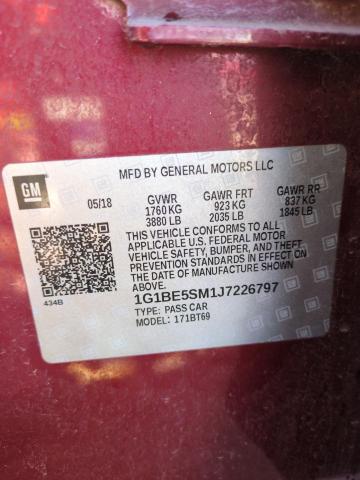 MFD BY GENERAL MOTORS LLC
GM
05/18 GVWR GAWR FRT GAWR RR
1760 KG 923 KG 837 KG
3880 LB 2035 LB 1845 LB
THIS VEHICLE CONFORMS TO ALL
APPLICABLE U.S. FEDERAL MOTOR
VEHICLE SAFETY, BUMPER, AND THEFT
PREVENTION STANDARDS IN EFFECT ON
THE DATE OF MANUFACTURE SHOWN ABOVE.
434B
1G1BE5SM1J7226797
TYPE: PASS CAR
MODEL: 171BT69